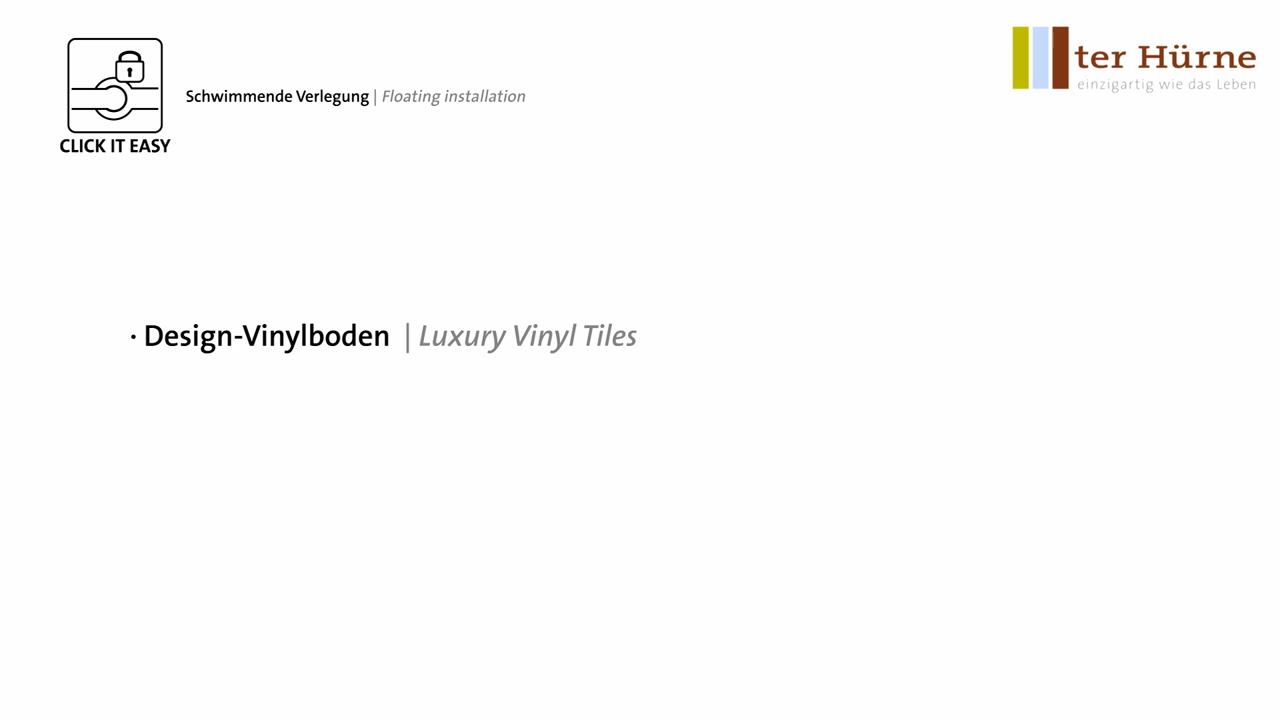 ter Hürne
einzigartig wie das Leben
Schwimmende Verlegung | Floating installation
CLICK IT EASY
· Design-Vinylboden | Luxury Vinyl Tiles